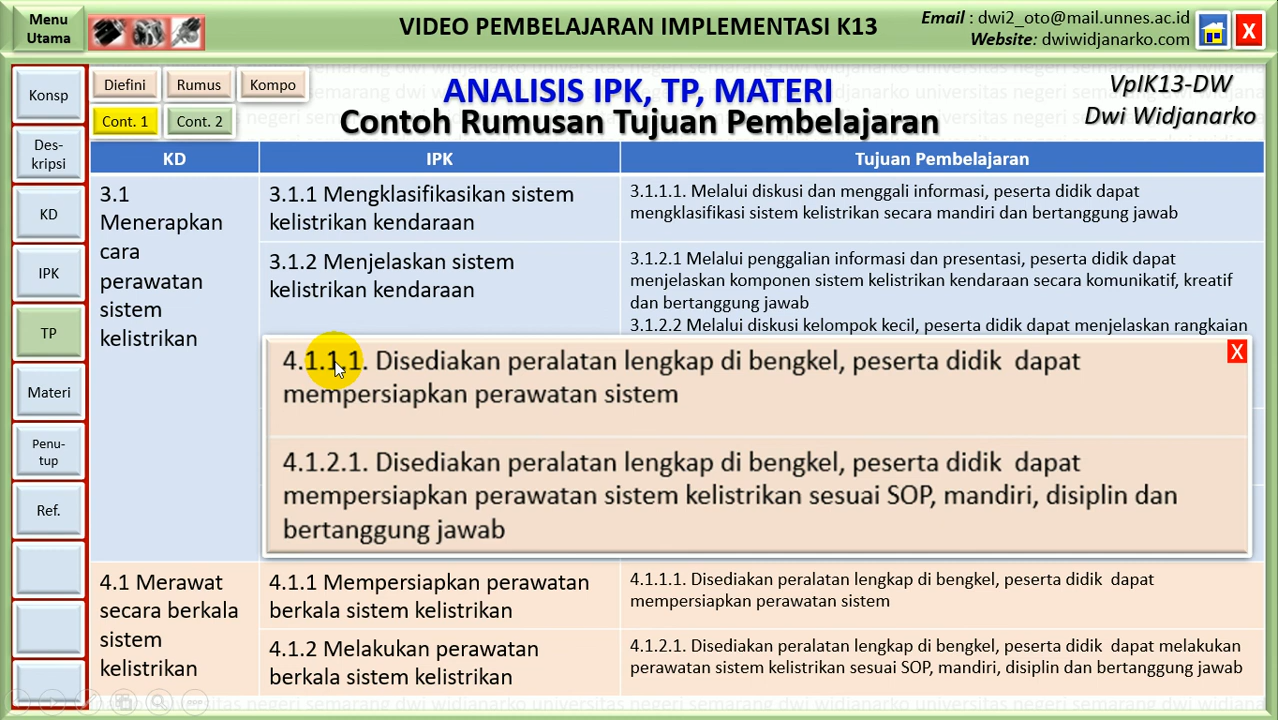 Menu
Utama
VIDEO PEMBELAJARAN IMPLEMENTASI K13
Email : dwi2_oto@mail.unnes.ac.id
Website: dwiwidjanarko.com
X
Konsp
Des-
kripsi
KD
IPK
TP
Materi
Penu-
tup
Ref.
Diefini
Rumus
Kompo
Cont. 1
Cont. 2
ANALISIS IPK, TP, MATERI
Contoh Rumusan Tujuan Pembelajaran
VpIK13-DW
Dwi Widjanarko
KD
IPK
Tujuan Pembelajaran
3.1
Menerapkan
cara
perawatan
sistem
kelistrikan
3.1.1 Mengklasifikasikan sistem
kelistrikan kendaraan
3.1.1.1. Melalui diskusi dan menggali informasi, peserta didik dapat
mengklasifikasi sistem kelistrikan secara mandiri dan bertanggung jawab
3.1.2 Menjelaskan sistem
kelistrikan kendaraan
3.1.2.1 Melalui penggalian informasi dan presentasi, peserta didik dapat
menjelaskan komponen sistem kelistrikan kendaraan secara komunikatif, kreatif
dan bertanggung jawab
3.1.2.2 Melalui diskusi kelompok kecil, peserta didik dapat menjelaskan rangkaian
X
4.1.1.1. Disediakan peralatan lengkap di bengkel, peserta didik dapat
mempersiapkan perawatan sistem
4.1.2.1. Disediakan peralatan lengkap di bengkel, peserta didik dapat
mempersiapkan perawatan sistem kelistrikan sesuai SOP, mandiri, disiplin dan
bertanggung jawab
4.1 Merawat
secara berkala
sistem
kelistrikan
4.1.1 Mempersiapkan perawatan
berkala sistem kelistrikan
4.1.1.1. Disediakan peralatan lengkap di bengkel, peserta didik dapat
mempersiapkan perawatan sistem
4.1.2 Melakukan perawatan
berkala sistem kelistrikan
4.1.2.1. Disediakan peralatan lengkap di bengkel, peserta didik dapat melakukan
perawatan sistem kelistrikan sesuai SOP, mandiri, disiplin dan bertanggung jawab